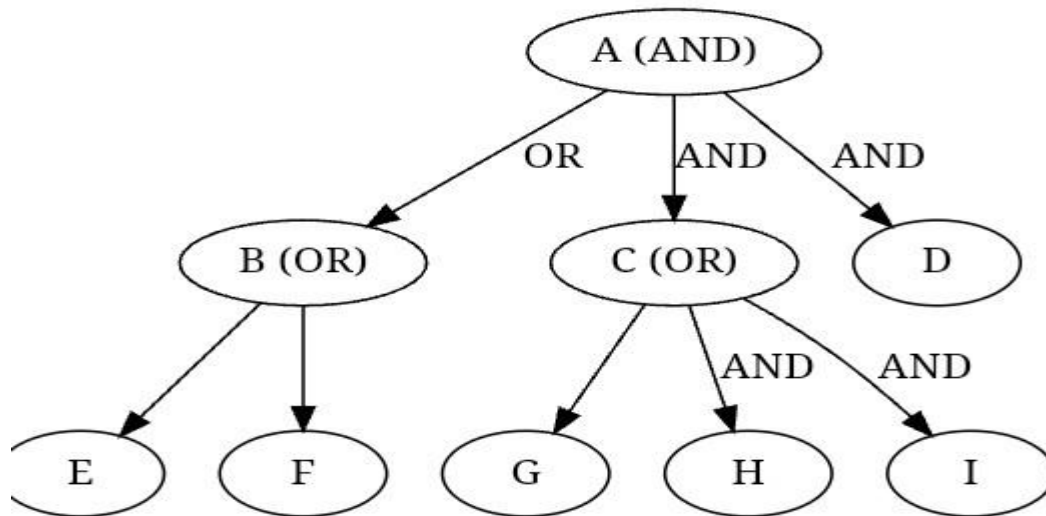 A (AND)
OR
AND
AND
B (OR)
C (OR)
D
AND
AND
E
F
G
H
I